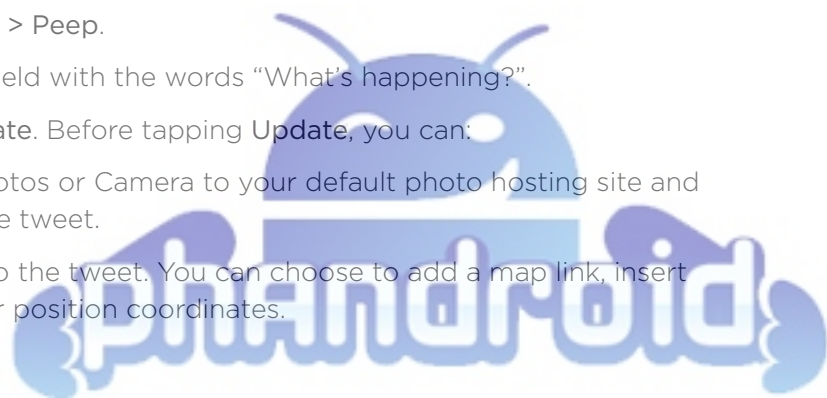 > Peep.
eld with the words “What’s happening?”.
ate. Before tapping Update, you can:
otos or Camera to your default photo hosting site and
e tweet.
o the tweet. You can choose to add a map link, insert
r position coordinates.
phandroid